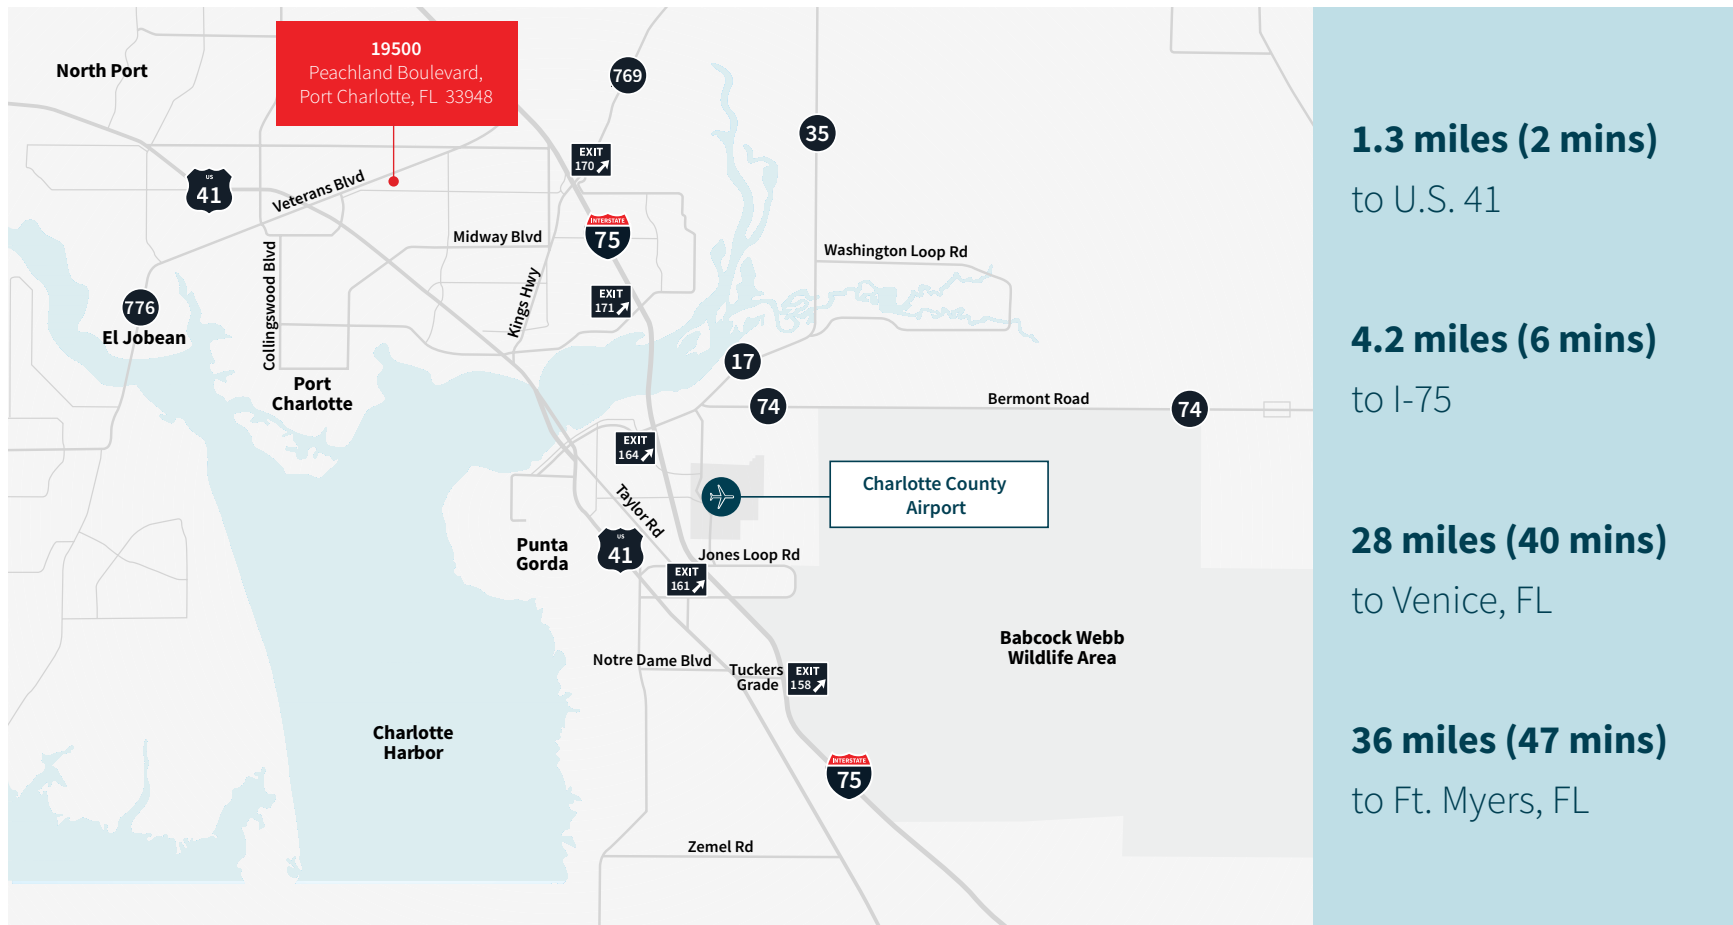 North Port
19500
Peachland Boulevard,
Port Charlotte, FL 33948
769
35
EXIT
170
US
41
Veterans Blvd
INTERSTATE
75
Midway Blvd
Washington Loop Rd
Collingswood Blvd
Kings Hwy
EXIT
171
776
El Jobean
17
Port
Charlotte
74
Bermont Road
74
EXIT
164
Charlotte County
Airport
Taylor Rd
Punta
Gorda
US
41
Jones Loop Rd
EXIT
161
Babcock Webb
Wildlife Area
Notre Dame Blvd
Tuckers
Grade
EXIT
158
Charlotte
Harbor
INTERSTATE
75
Zemel Rd
1.3 miles (2 mins)
to U.S. 41
4.2 miles (6 mins)
to I-75
28 miles (40 mins)
to Venice, FL
36 miles (47 mins)
to Ft. Myers, FL